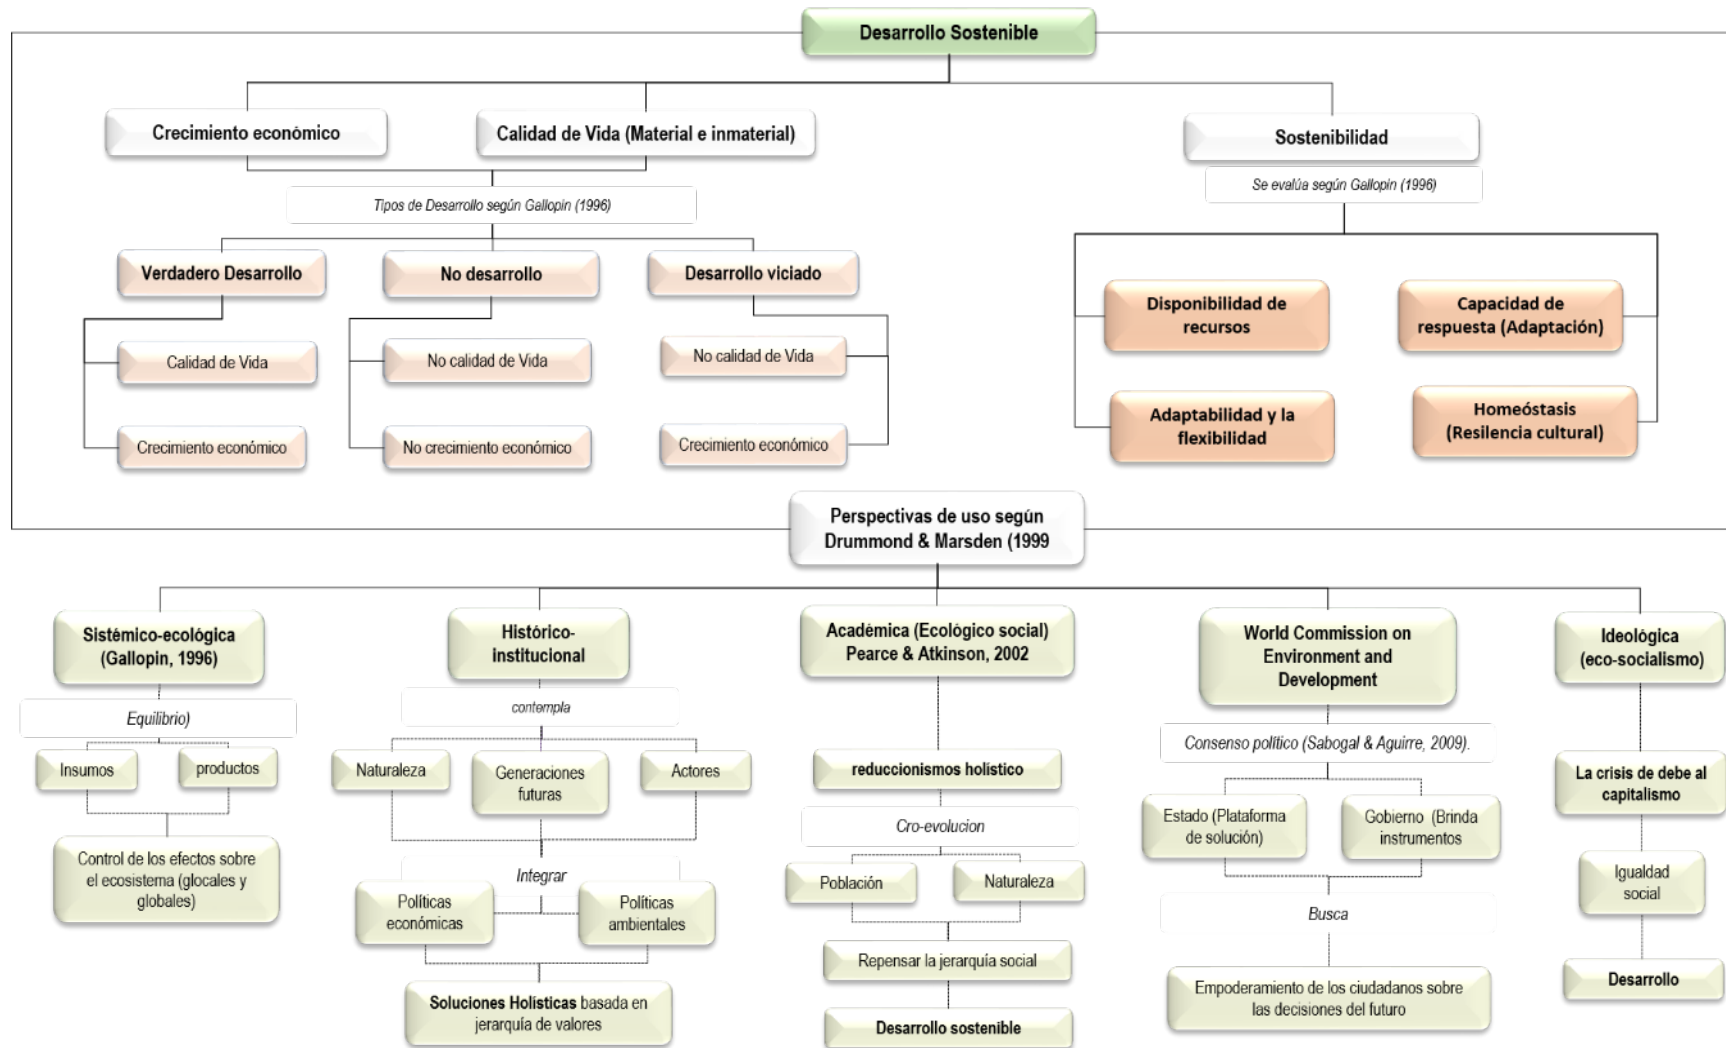 Desarrollo Sostenible
Crecimiento económico
Calidad de Vida (Material e inmaterial)
Sostenibilidad
Tipos de Desarrollo según Gallopin (1996)
Se evalúa según Gallopin (1996)
Verdadero Desarrollo
No desarrollo
Desarrollo viciado
Calidad de Vida
No calidad de Vida
No calidad de Vida
Crecimiento económico
No crecimiento económico
Crecimiento económico
Disponibilidad de
recursos
Capacidad de
respuesta (Adaptación)
Adaptabilidad y la
flexibilidad
Homeóstasis
(Resilencia cultural)
Perspectivas de uso según
Drummond & Marsden (1999
Sistémico-ecológica
(Gallopin, 1996)
Equilibrio)
Insumos
productos
Control de los efectos sobre
el ecosistema (glocales y
globales)
Histórico-
institucional
contempla
Naturaleza
Generaciones
futuras
Actores
Integrar
Políticas
económicas
Políticas
ambientales
Soluciones Holísticas basada en
jerarquía de valores
Académica (Ecológico social)
Pearce & Atkinson, 2002
reduccionismos holístico
Cro-evolucion
Población
Naturaleza
Repensar la jerarquía social
Desarrollo sostenible
World Commission on
Environment and
Development
Consenso político (Sabogal & Aguirre, 2009).
Estado (Plataforma
de solución)
Gobierno (Brinda
instrumentos
Busca
Empoderamiento de los ciudadanos sobre
las decisiones del futuro
Ideológica
(eco-socialismo)
La crisis de debe al
capitalismo
Igualdad
social
Desarrollo